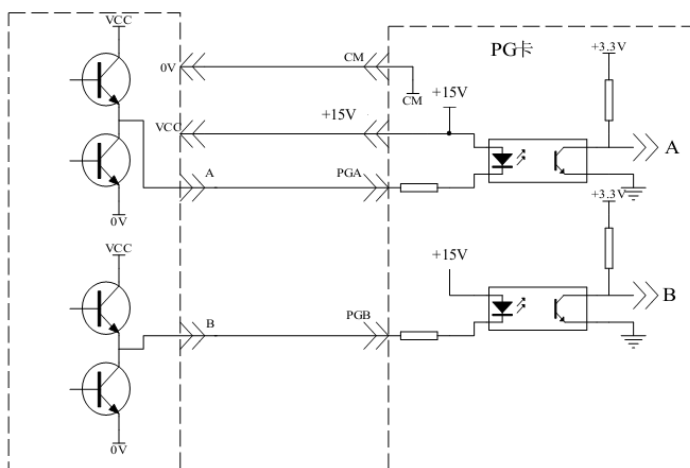 VCC
PG卡
0V
CM
+3.3V
CM
+15V
VCC
+15V
A
A
PGA
0V
+3.3V
VCC
+15V
B
B
PGB
0V